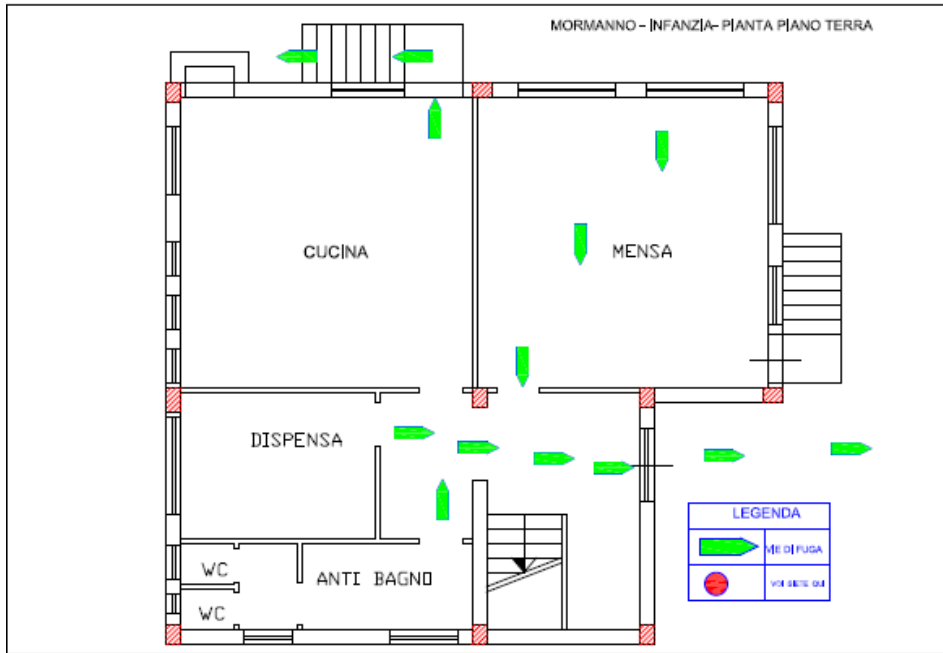 MORMANNO - INFANZIA- PIANTA PIANO TERRA
CUCINA
MENSA
DISPENSA
WC
ANTI BAGNO
WC
LEGENDA
VIE DI FUGA
VOI SIETE QUI